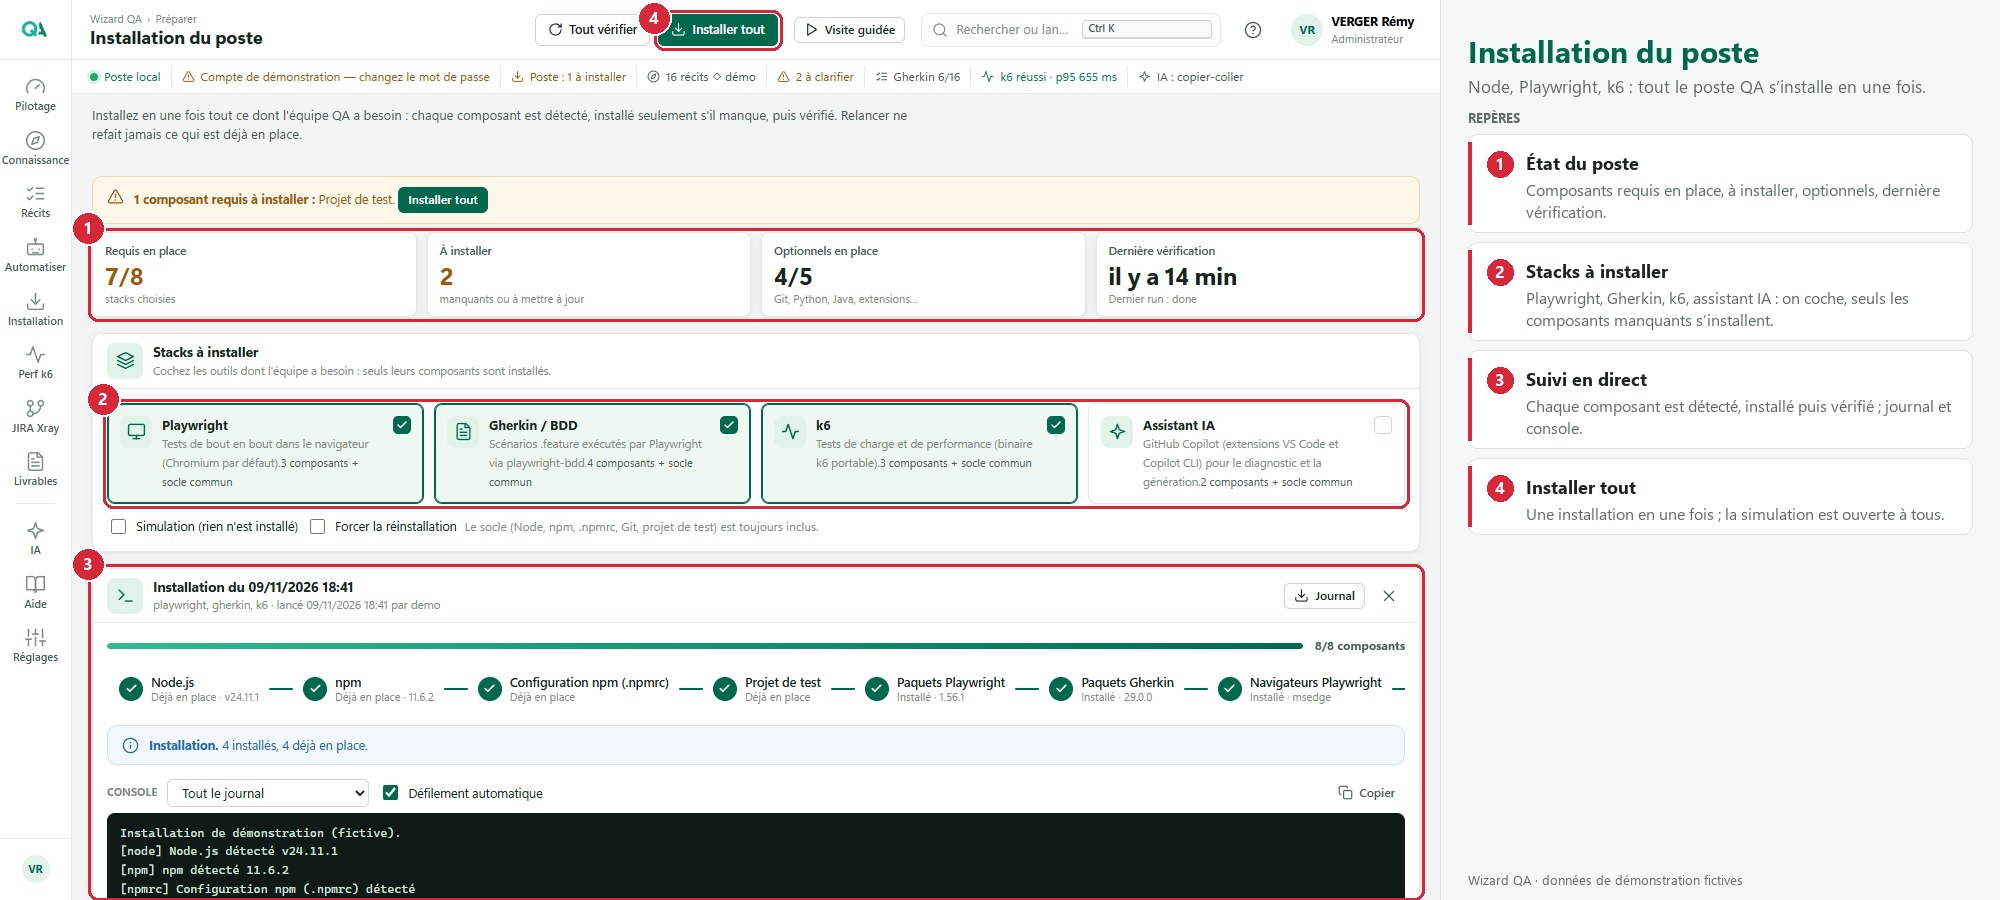 QA
Wizard QA › Préparer
Installation du poste
Tout vérifier
4
Installer tout
Visite guidée
Rechercher ou lan...
Ctrl K
VR
VERGER Rémy
Administrateur
Poste local
Compte de démonstration — changez le mot de passe
Poste : 1 à installer
16 récits ◇ démo
2 à clarifier
Gherkin 6/16
k6 réussi · p95 655 ms
IA : copier-coller
Pilotage
Connaissance
Récits
Automatiser
Installation
Perf k6
JIRA Xray
Livrables
IA
Aide
Réglages
VR
Installez en une fois tout ce dont l'équipe QA a besoin : chaque composant est détecté, installé seulement s'il manque, puis vérifié. Relancer ne
refait jamais ce qui est déjà en place.
1 composant requis à installer : Projet de test.
Installer tout
1
Requis en place
7/8
stacks choisies
À installer
2
manquants ou à mettre à jour
Optionnels en place
4/5
Git, Python, Java, extensions...
Dernière vérification
il y a 14 min
Dernier run : done
Stacks à installer
Cochez les outils dont l'équipe a besoin : seuls leurs composants sont installés.
2
Playwright
Tests de bout en bout dans le navigateur
(Chromium par défaut).3 composants +
socle commun
Gherkin / BDD
Scénarios .feature exécutés par Playwright
via playwright-bdd.4 composants + socle
commun
k6
Tests de charge et de performance (binaire
k6 portable).3 composants + socle commun
Assistant IA
GitHub Copilot (extensions VS Code et
Copilot CLI) pour le diagnostic et la
génération.2 composants + socle commun
Simulation (rien n'est installé)
Forcer la réinstallation
Le socle (Node, npm, .npmrc, Git, projet de test) est toujours inclus.
3
Installation du 09/11/2026 18:41
playwright, gherkin, k6 · lancé 09/11/2026 18:41 par demo
Journal
8/8 composants
Node.js
Déjà en place · v24.11.1
npm
Déjà en place · 11.6.2
Configuration npm (.npmrc)
Déjà en place
Projet de test
Déjà en place
Paquets Playwright
Installé · 1.56.1
Paquets Gherkin
Installé · 29.0.0
Navigateurs Playwright
Installé · msedge
Installation. 4 installés, 4 déjà en place.
CONSOLE
Tout le journal
Défilement automatique
Copier
Installation de démonstration (fictive).
[node] Node.js détecté v24.11.1
[npm] npm détecté 11.6.2
[npmrc] Configuration npm (.npmrc) détecté
Installation du poste
Node, Playwright, k6 : tout le poste QA s’installe en une fois.
REPÈRES
1
État du poste
Composants requis en place, à installer, optionnels, dernière
vérification.
2
Stacks à installer
Playwright, Gherkin, k6, assistant IA : on coche, seuls les
composants manquants s’installent.
3
Suivi en direct
Chaque composant est détecté, installé puis vérifié ; journal et
console.
4
Installer tout
Une installation en une fois ; la simulation est ouverte à tous.
Wizard QA · données de démonstration fictives